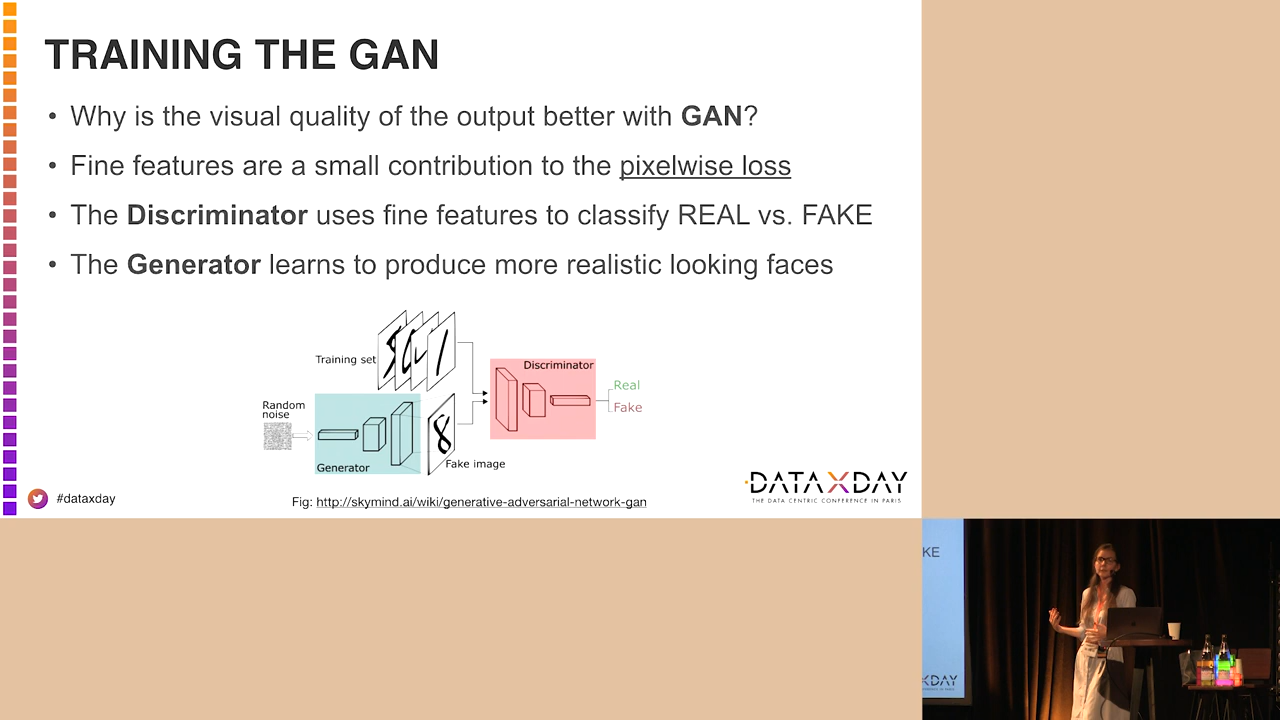 TRAINING THE GAN
• Why is the visual quality of the output better with GAN?
• Fine features are a small contribution to the pixelwise loss
• The Discriminator uses fine features to classify REAL vs. FAKE
• The Generator learns to produce more realistic looking faces
Training set
Discriminator
Real
Fake
Random
noise
8
Generator
Fake image
#dataxday
Fig: http://skymind.ai/wiki/generative-adversarial-network-gan
DATAXDAY
THE DATA CENTRIC CONFERENCE IN PARIS
KE
XDAY